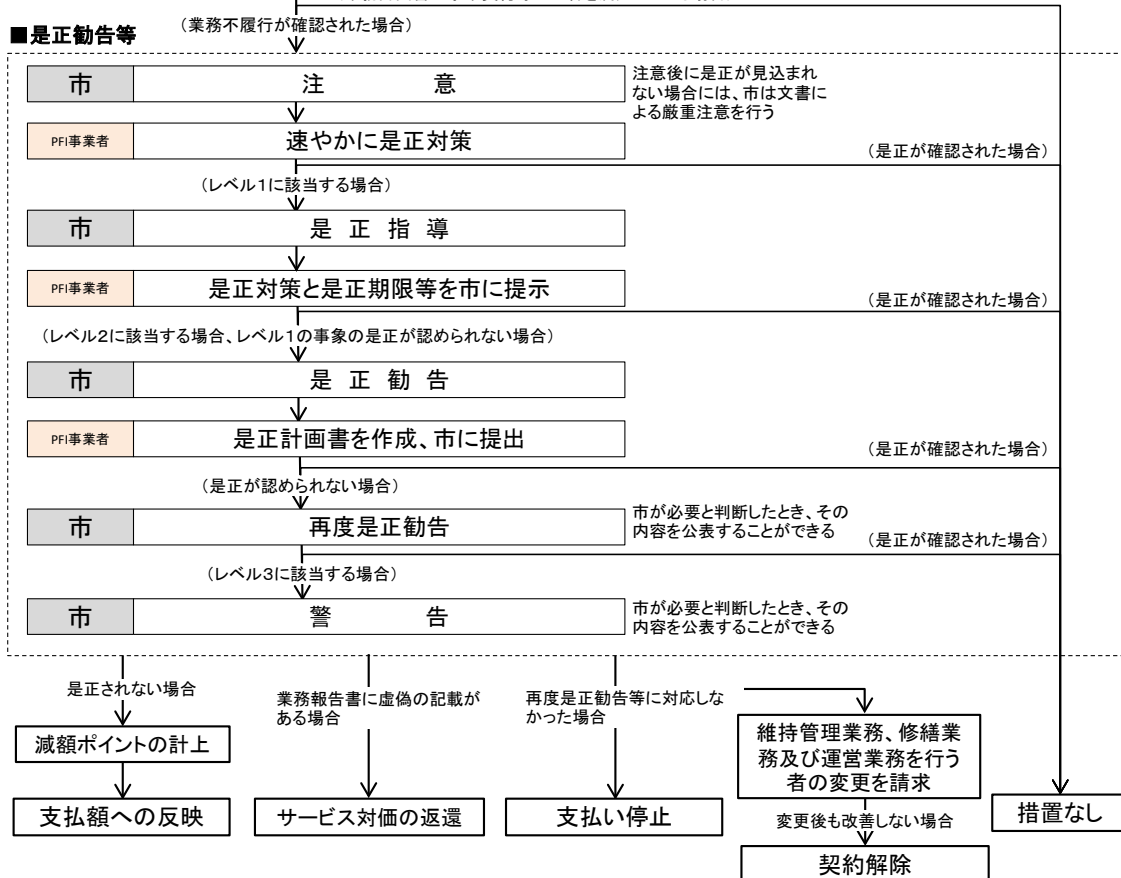 （業務不履行が確認された場合）
■是正勧告等
市
注　　　　意
注意後に是正が見込まれ
ない場合には、市は文書に
よる厳重注意を行う
PFI事業者
速やかに是正対策
（是正が確認された場合）
（レベル１に該当する場合）
市
是　正　指　導
PFI事業者
是正対策と是正期限等を市に提示
（是正が確認された場合）
（レベル２に該当する場合、レベル１の事象の是正が認められない場合）
市
是　正　勧　告
PFI事業者
是正計画書を作成、市に提出
（是正が確認された場合）
（是正が認められない場合）
市
再度是正勧告
市が必要と判断したとき、その
内容を公表することができる
（是正が確認された場合）
（レベル３に該当する場合）
市
警　　　　告
市が必要と判断したとき、その
内容を公表することができる
是正されない場合
減額ポイントの計上
支払額への反映
業務報告書に虚偽の記載が
ある場合
サービス対価の返還
再度是正勧告等に対応しな
かった場合
支払い停止
維持管理業務、修繕業
務及び運営業務を行う
者の変更を請求
変更後も改善しない場合
契約解除
措置なし